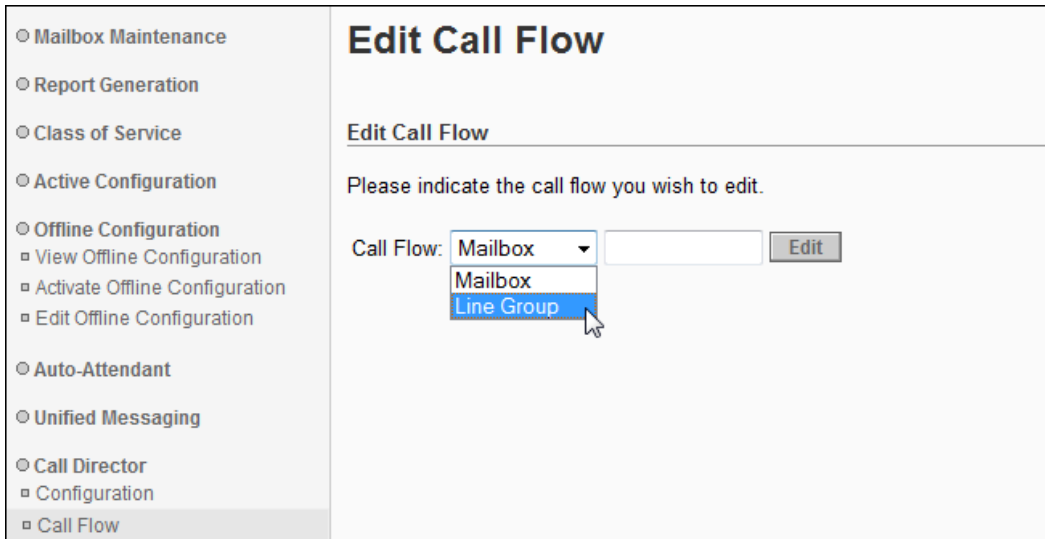 Mailbox Maintenance
Report Generation
Class of Service
Active Configuration
Offline Configuration
View Offline Configuration
Activate Offline Configuration
Edit Offline Configuration
Auto-Attendant
Unified Messaging
Call Director
Configuration
Call Flow
Edit Call Flow
Edit Call Flow
Please indicate the call flow you wish to edit.
Call Flow: Mailbox Edit
Mailbox
Line Group